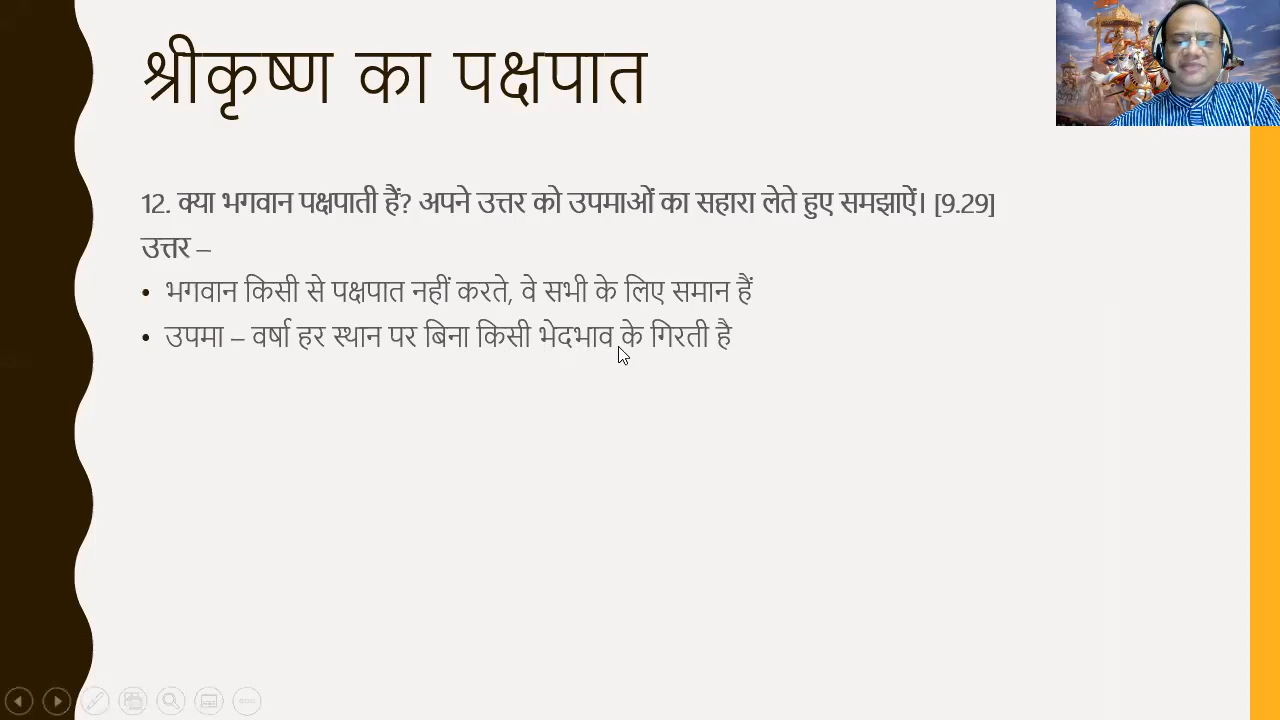 श्रीकृष्ण का पक्षपात
12. क्या भगवान पक्षपाती हैं? अपने उत्तर को उपमाओं का सहारा लेते हुए समझाऐं। [9.29]
उत्तर –
• भगवान किसी से पक्षपात नहीं करते, वे सभी के लिए समान हैं
• उपमा – वर्षा हर स्थान पर बिना किसी भेदभाव के गिरती है